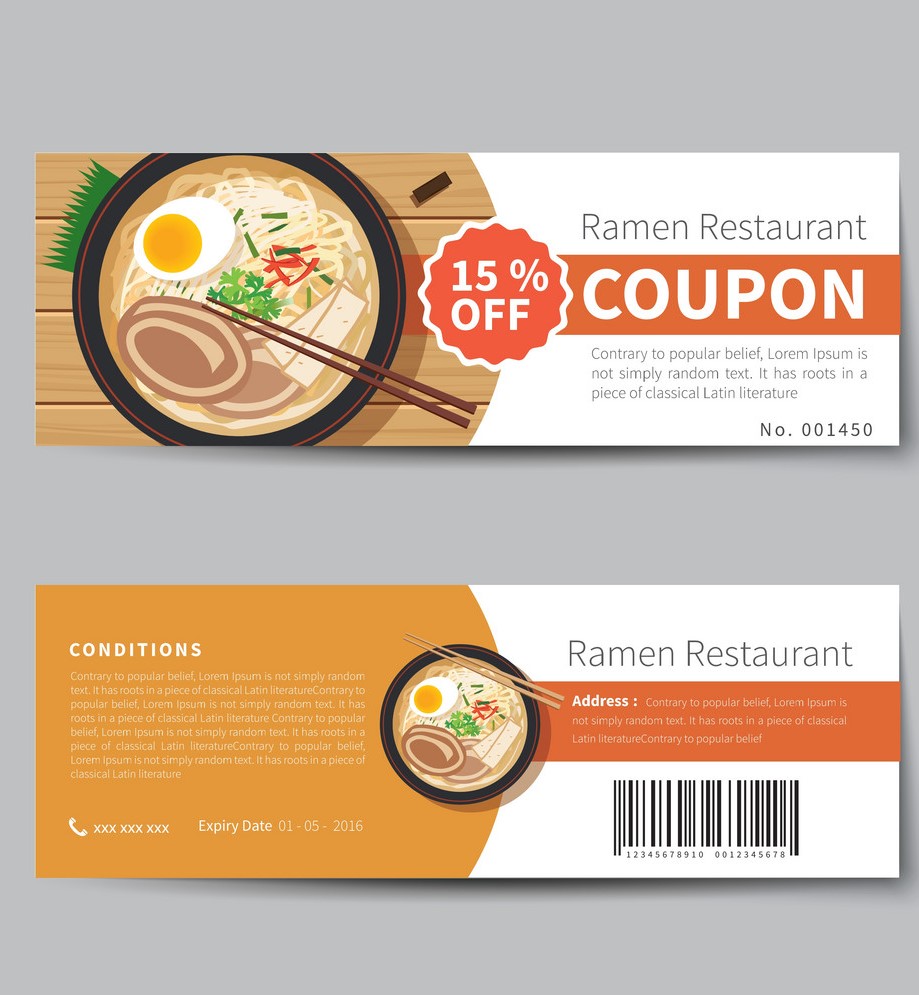 Ramen Restaurant
15 %
OFF
COUPON
Contrary to popular belief, Lorem Ipsum is
not simply random text. It has roots in a
piece of classical Latin literature
No. 001450
CONDITIONS
Contrary to popular belief, Lorem Ipsum is not simply random
text. It has roots in a piece of classical Latin literatureContrary to
popular belief, Lorem Ipsum is not simply random text. It has
roots in a piece of classical Latin literature Contrary to popular
belief, Lorem Ipsum is not simply random text. It has roots in a
piece of classical Latin literatureContrary to popular belief,
Lorem Ipsum is not simply random text. It has roots in a piece of
classical Latin literature
xxx xxx xxx
Expiry Date 01 - 05 - 2016
Ramen Restaurant
Address : Contrary to popular belief, Lorem Ipsum is
not simply random text. It has roots in a piece of classical
Latin literatureContrary to popular belief
12345678910 0012345678